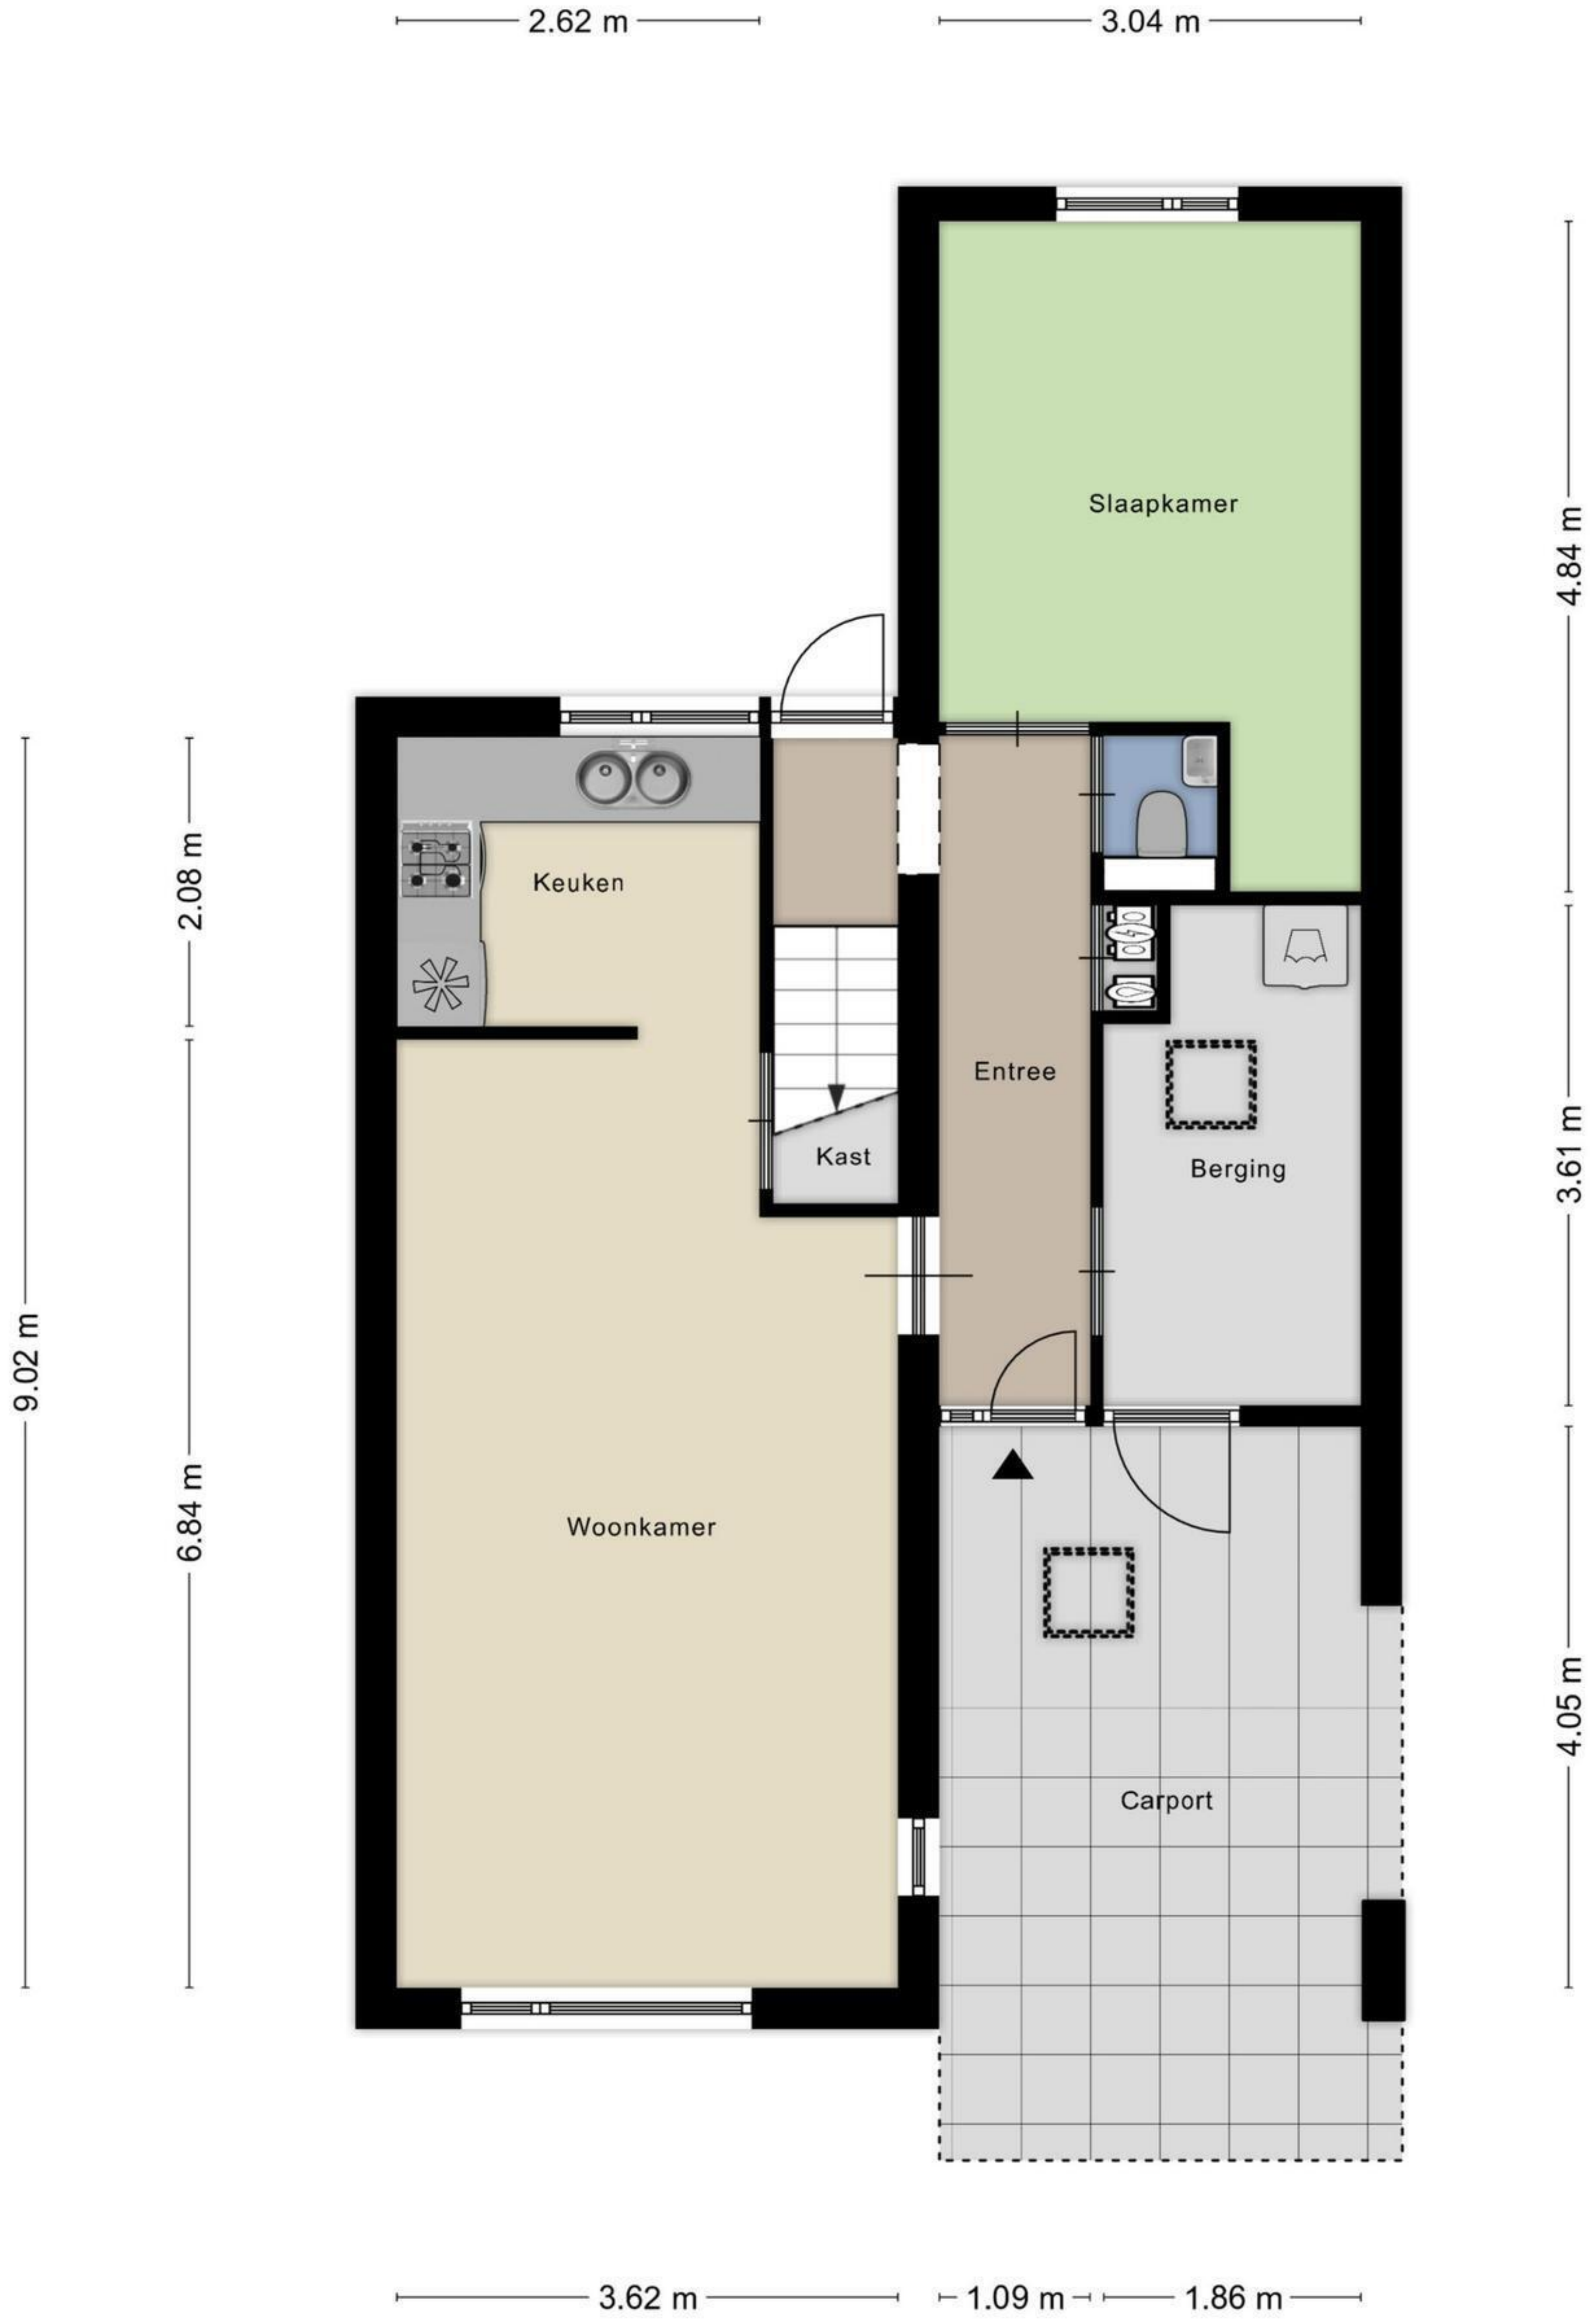 2.62 m
3.04 m
Slaapkamer
4.84 m
Keuken
2.08 m
Entree
Kast
Berging
3.61 m
9.02 m
6.84 m
Woonkamer
Carport
4.05 m
3.62 m
1.09 m
1.86 m